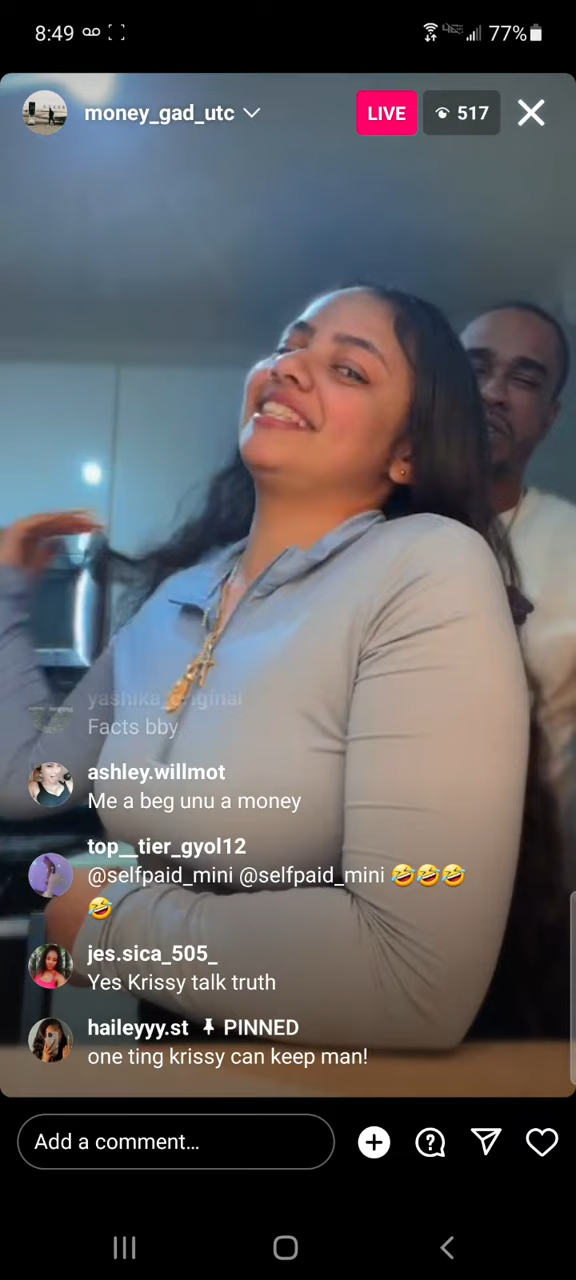 8:49
77%
money_gad_utc
LIVE
517
yashika_original
Facts bby
ashley.willmot
Me a beg unu a money
top__tier_gyol12
@selfpaid_mini @selfpaid_mini 🤣🤣🤣
🤣
jes.sica_505_
Yes Krissy talk truth
haileyyy.st PINNED
one ting krissy can keep man!
Add a comment...